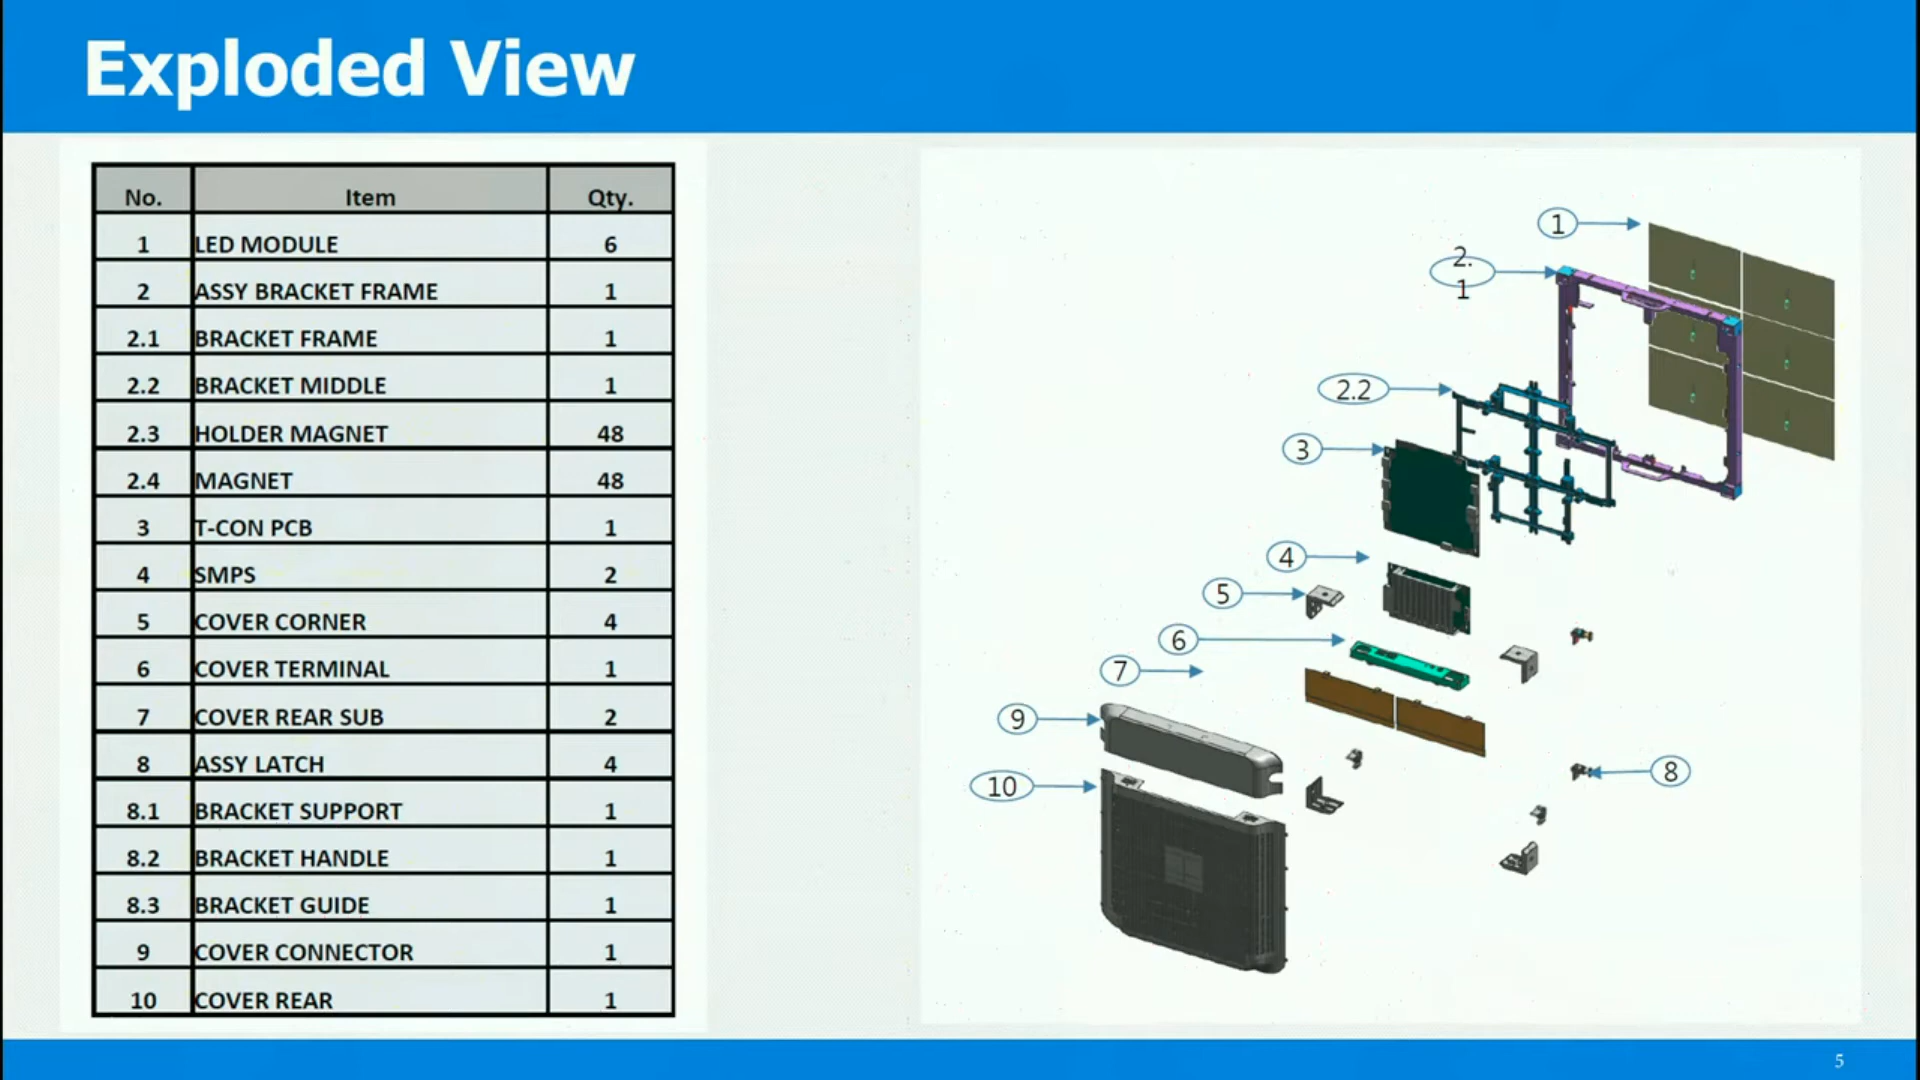 Exploded View
No. Item Qty.
1 LED MODULE 6
2 ASSY BRACKET FRAME 1
2.1 BRACKET FRAME 1
2.2 BRACKET MIDDLE 1
2.3 HOLDER MAGNET 48
2.4 MAGNET 48
3 T-CON PCB 1
4 SMPS 2
5 COVER CORNER 4
6 COVER TERMINAL 1
7 COVER REAR SUB 2
8 ASSY LATCH 4
8.1 BRACKET SUPPORT 1
8.2 BRACKET HANDLE 1
8.3 BRACKET GUIDE 1
9 COVER CONNECTOR 1
10 COVER REAR 1
1
2.
1
2.2
3
4
5
6
7
9
8
10
5